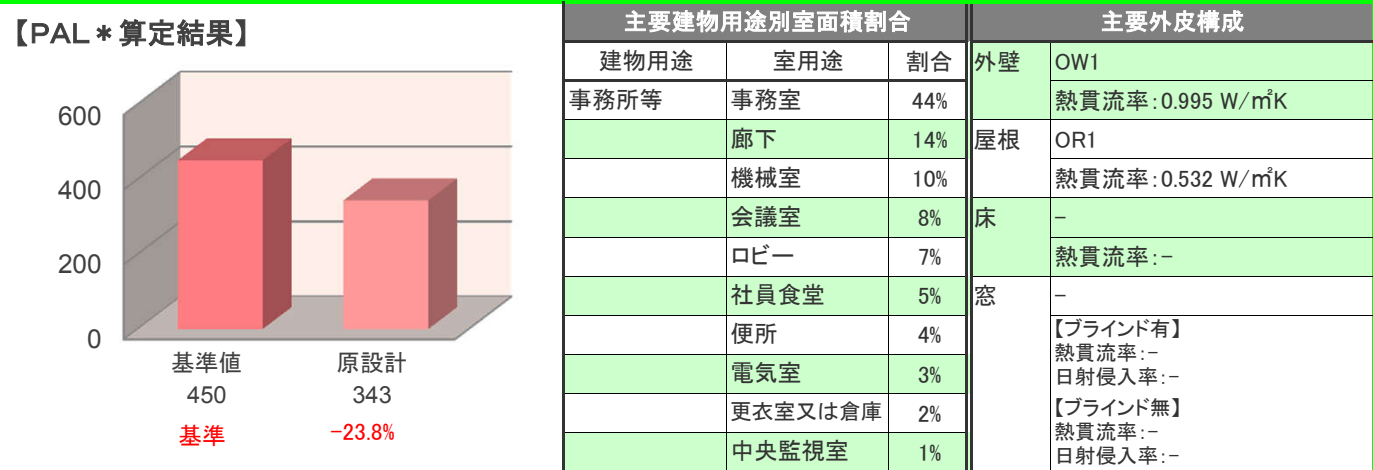 【PAL＊算定結果】
600
400
200
0
基準値 原設計
450 343
基準 -23.8%
主要建物用途別室面積割合
建物用途 室用途 割合
事務所等 事務室 44%
廊下 14%
機械室 10%
会議室 8%
ロビー 7%
社員食堂 5%
便所 4%
電気室 3%
更衣室又は倉庫 2%
中央監視室 1%
主要外皮構成
外壁 OW1
熱貫流率：0.995 W/㎡K
屋根 OR1
熱貫流率：0.532 W/㎡K
床 -
熱貫流率：-
窓 -
【ブラインド有】
熱貫流率：-
日射侵入率：-
【ブラインド無】
熱貫流率：-
日射侵入率：-